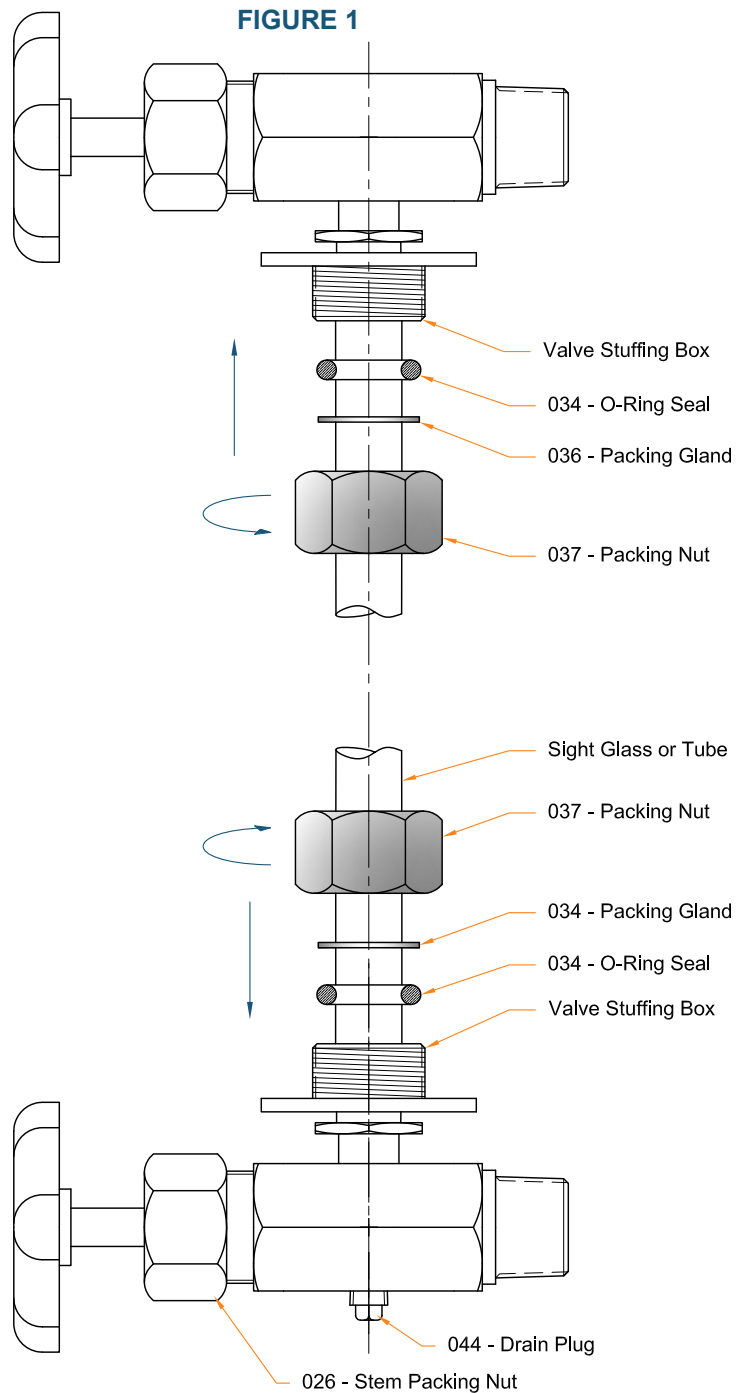 FIGURE 1
Valve Stuffing Box
034 - O-Ring Seal
036 - Packing Gland
037 - Packing Nut
Sight Glass or Tube
037 - Packing Nut
034 - Packing Gland
034 - O-Ring Seal
Valve Stuffing Box
044 - Drain Plug
026 - Stem Packing Nut